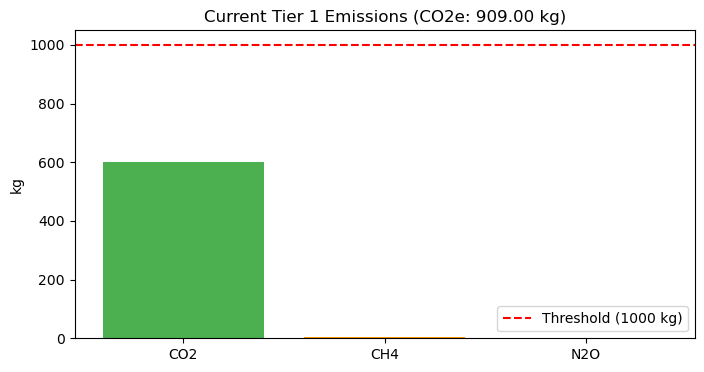 Current Tier 1 Emissions (CO2e: 909.00 kg)
1000
800
600
400
200
0
kg
CO2
CH4
N2O
Threshold (1000 kg)